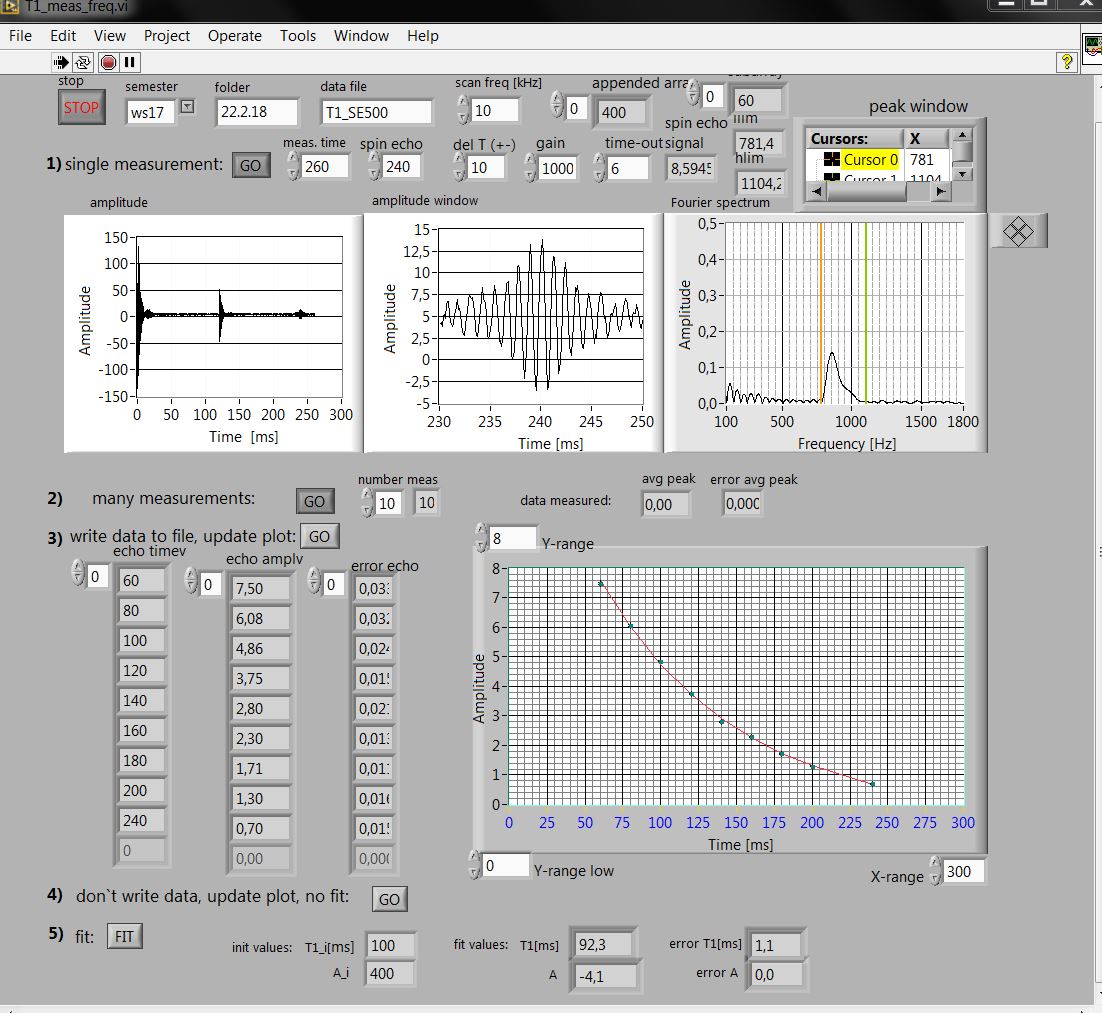 T1_meas_freq.vi
File Edit View Project Operate Tools Window Help
stop semester folder data file scan freq [kHz] appended arra
STOP ws17 22.2.18 T1_SE500 10 0 400 0 60
peak window
spin echo
781,4
Cursors: X
Cursor 0 781
Cursor 1 1104
meas. time spin echo del T (+-) gain time-out signal hlim
1) single measurement: GO 260 240 10 1000 6 8,5945 1104,2
amplitude amplitude window Fourier spectrum
150
100
50
0
-50
-100
-150
Amplitude
0 50 100 150 200 250 300
Time [ms]
15
12,5
10
7,5
5
2,5
0
-2,5
-5
Amplitude
230 235 240 245 250
Time [ms]
0,5
0,4
0,3
0,2
0,1
0,0
Amplitude
100 500 1000 1500 1800
Frequency [Hz]
number meas avg peak error avg peak
2) many measurements: GO 10 10 data measured: 0,00 0,000
3) write data to file, update plot: GO
echo timev echo amplv error echo
0 0 0
60 7,50 0,03
80 6,08 0,032
100 4,86 0,024
120 3,75 0,015
140 2,80 0,02
160 2,30 0,01
180 1,71 0,01
200 1,30 0,016
240 0,70 0,015
0 0,00 0,000
8 Y-range
8
7
6
5
4
3
2
1
0
Amplitude
0 25 50 75 100 125 150 175 200 225 250 275 300
Time [ms]
0 Y-range low X-range 300
4) don`t write data, update plot, no fit: GO
5) fit: FIT
init values: T1_i[ms] 100 fit values: T1[ms] 92,3 error T1[ms] 1,1
A_i 400 A -4,1 error A 0,0